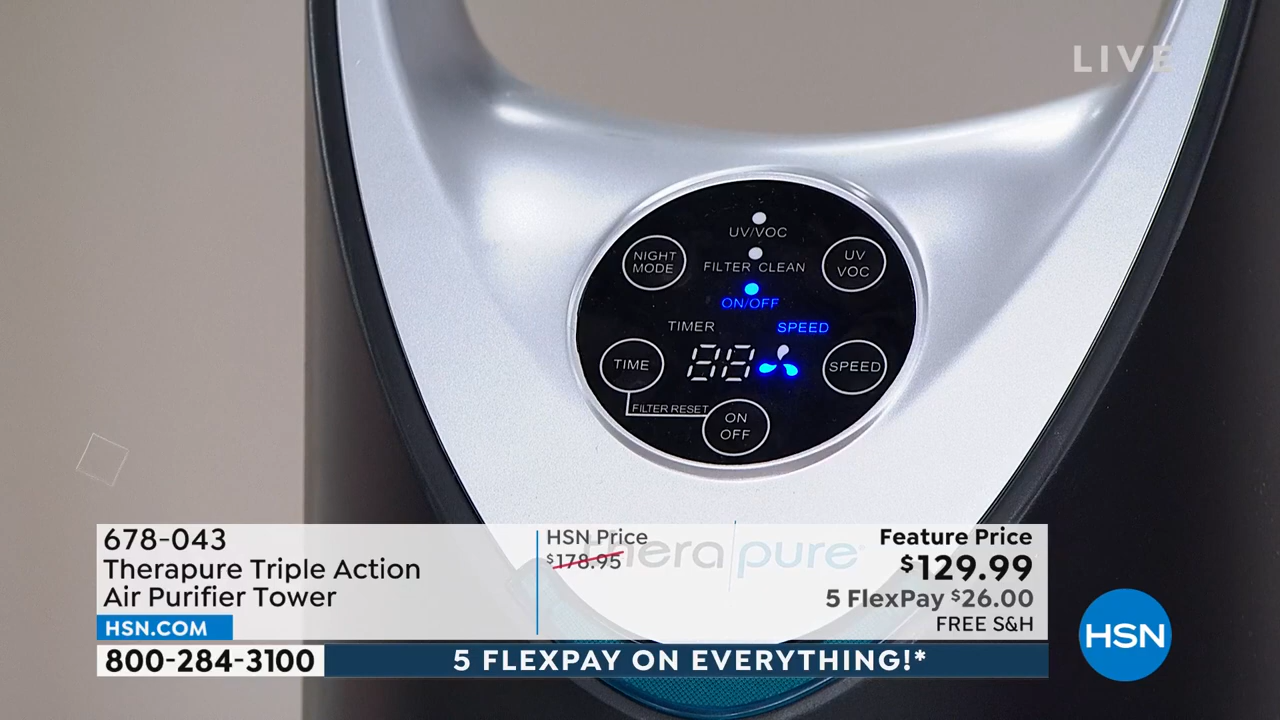 LIVE
UV/VOC
NIGHT
MODE
FILTER CLEAN
UV
VOC
ON/OFF
TIMER
SPEED
TIME
88
SPEED
FILTER RESET
ON
OFF
therapure
678-043
Therapure Triple Action
Air Purifier Tower
HSN.COM
HSN Price
$178.95
Feature Price
$129.99
5 FlexPay $26.00
FREE S&H
800-284-3100
5 FLEXPAY ON EVERYTHING!*
HSN